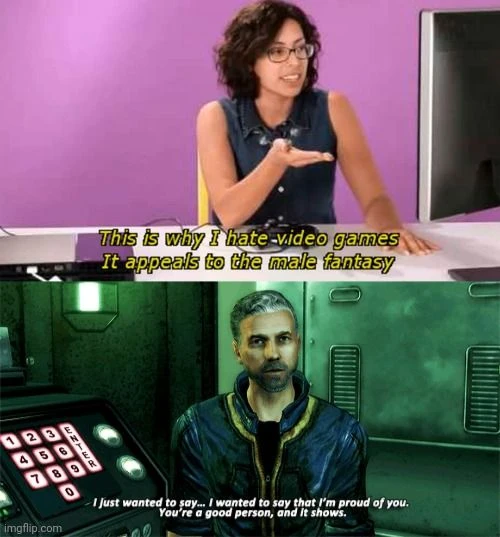 This is why I hate video games
It appeals to the male fantasy
1 2 3 ENTER
4 5 6
7 8 9
0
I just wanted to say... I wanted to say that I'm proud of you.
You're a good person, and it shows.
imgflip.com